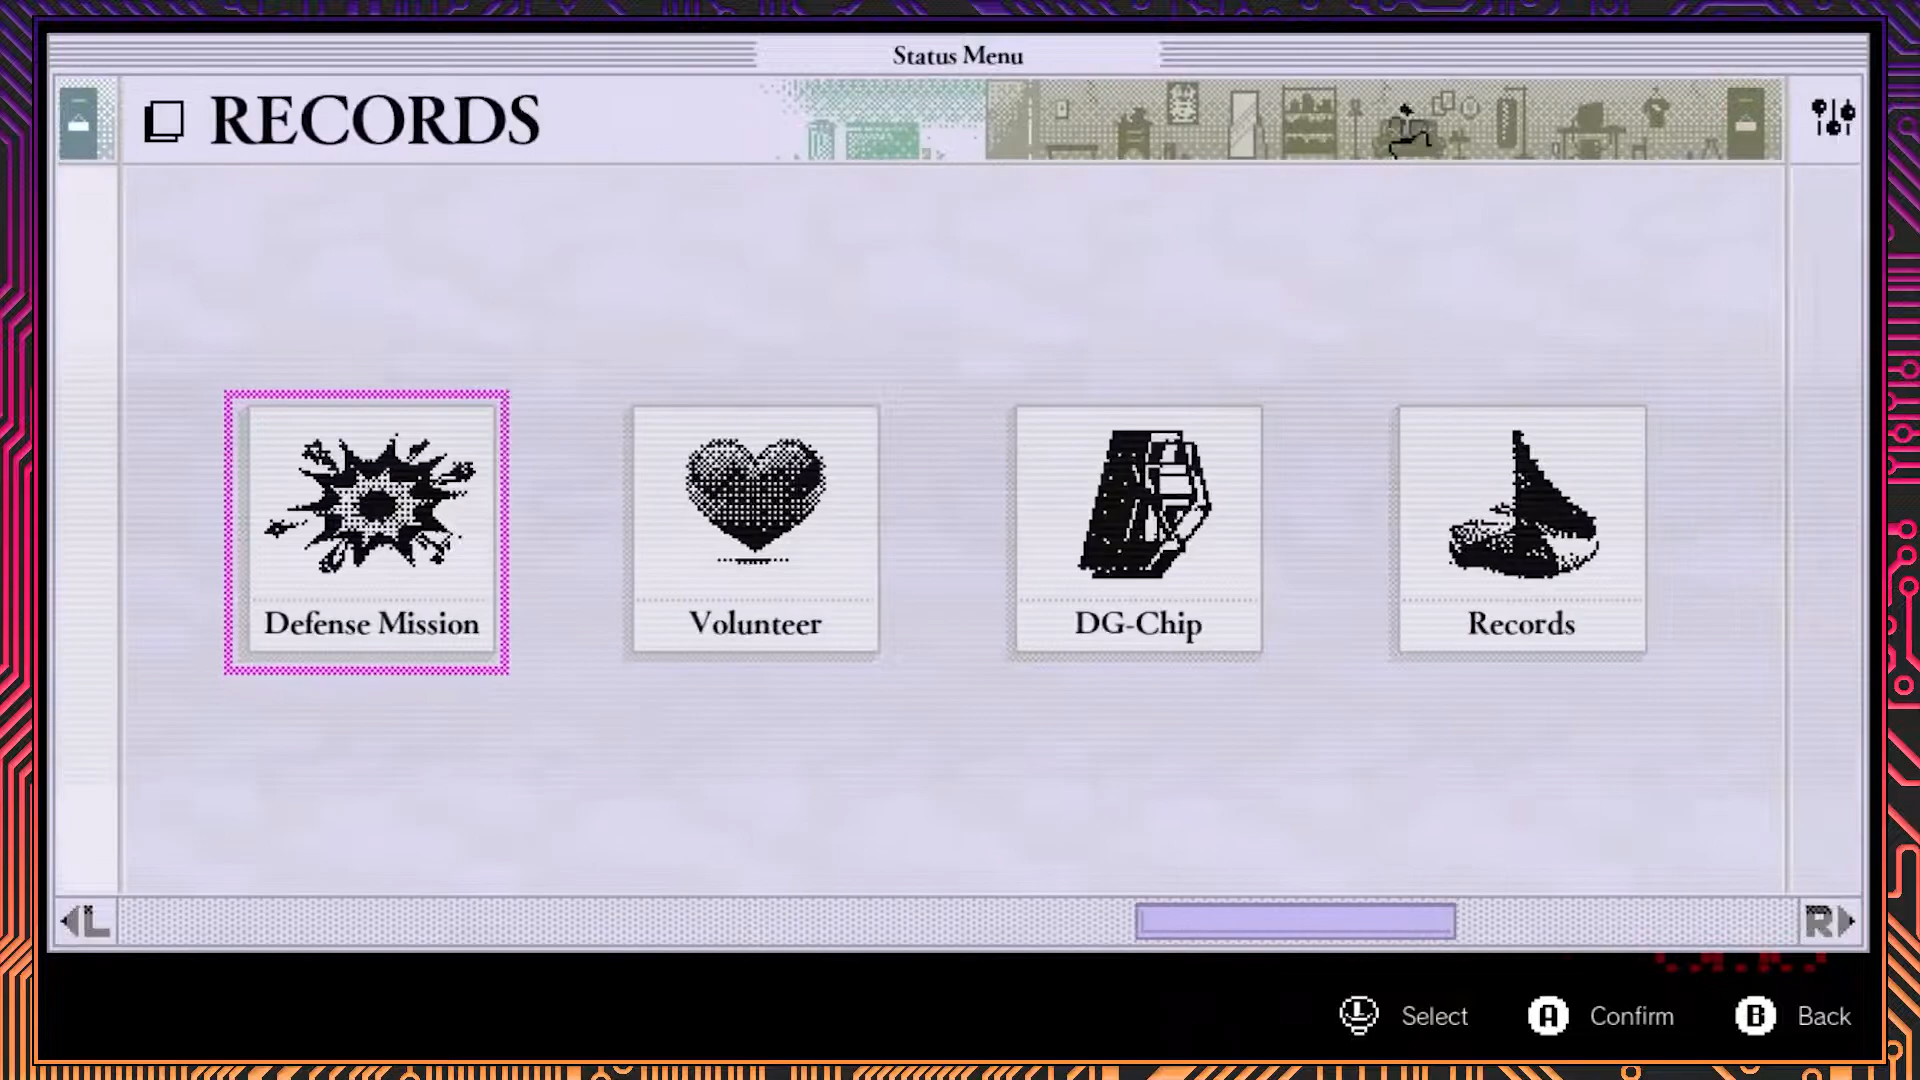 Status Menu
RECORDS
Defense Mission
Volunteer
DG-Chip
Records
L
R
L Select
A Confirm
B Back